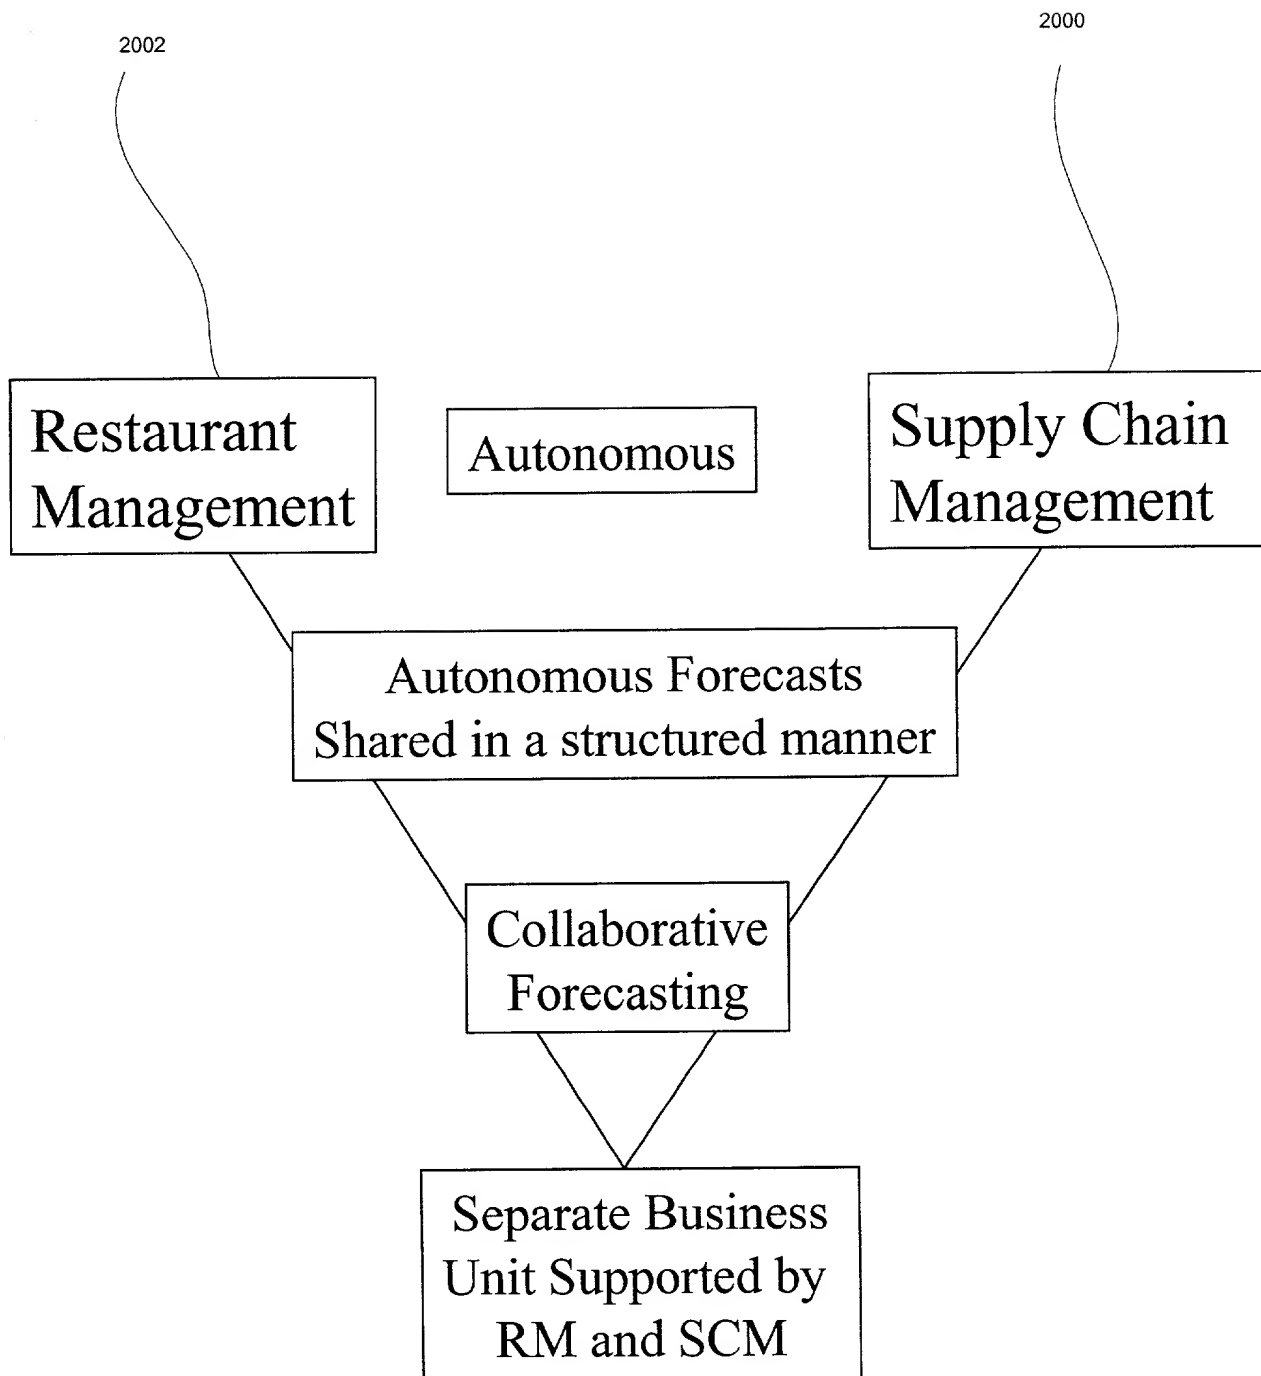 2002
2000
Restaurant
Management
Autonomous
Supply Chain
Management
Autonomous Forecasts
Shared in a structured manner
Collaborative
Forecasting
Separate Business
Unit Supported by
RM and SCM